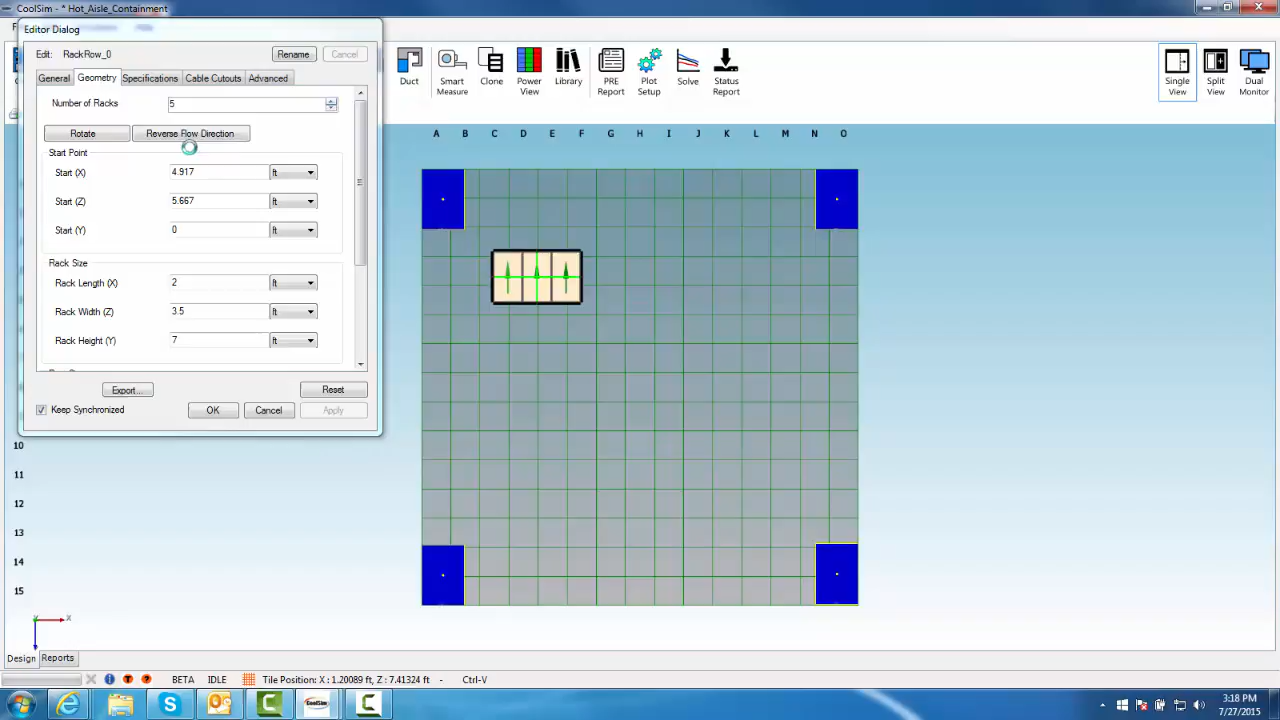 CoolSim - * Hot_Aisle_Containment
Editor Dialog
Edit: RackRow_0
Rename
Cancel
General
Geometry
Specifications
Cable Cutouts
Advanced
Number of Racks 5
Rotate
Reverse Row Direction
Start Point
Start (X) 4.917 ft
Start (Z) 5.667 ft
Start (Y) 0 ft
Rack Size
Rack Length (X) 2 ft
Rack Width (Z) 3.5 ft
Rack Height (Y) 7 ft
Export...
Reset
Keep Synchronized
OK
Cancel
Apply
Duct
Smart Measure
Clone
Power View
Library
PRE Report
Plot Setup
Solve
Status Report
Single View
Split View
Dual Monitor
A B C D E F G H I J K L M N O
10
11
12
13
14
15
X
Design
Reports
BETA IDLE Tile Position: X : 1.20089 ft, Z : 7.41324 ft - Ctrl-V
3:18 PM
7/27/2015